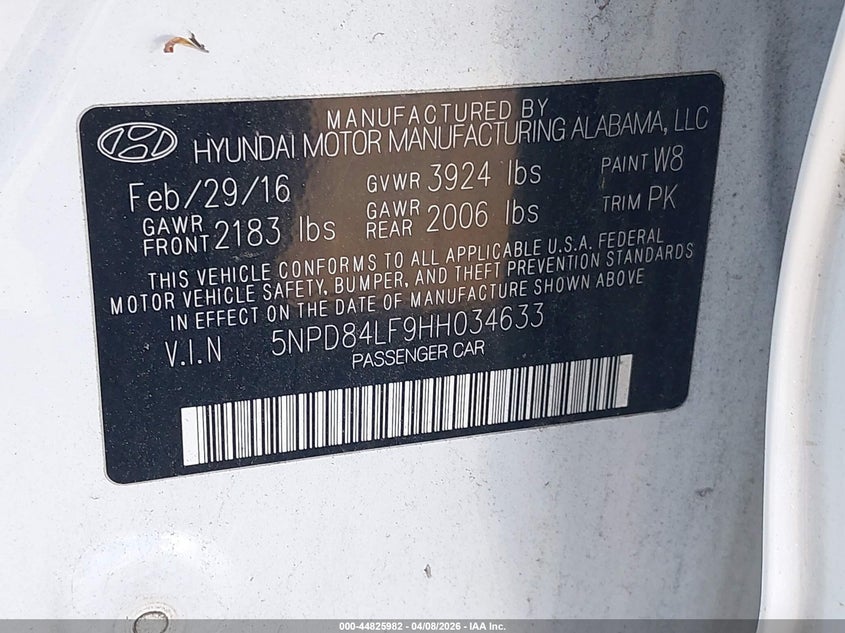 MANUFACTURED BY
HYUNDAI MOTOR MANUFACTURING ALABAMA, LLC
Feb/29/16 GVWR 3924 lbs PAINT W8
GAWR FRONT 2183 lbs GAWR REAR 2006 lbs TRIM PK
THIS VEHICLE CONFORMS TO ALL APPLICABLE U.S.A. FEDERAL
MOTOR VEHICLE SAFETY, BUMPER, AND THEFT PREVENTION STANDARDS
IN EFFECT ON THE DATE OF MANUFACTURE SHOWN ABOVE
V.I.N 5NPD84LF9HH034633
PASSENGER CAR
000-44825982 - 04/08/2026 - IAA Inc.